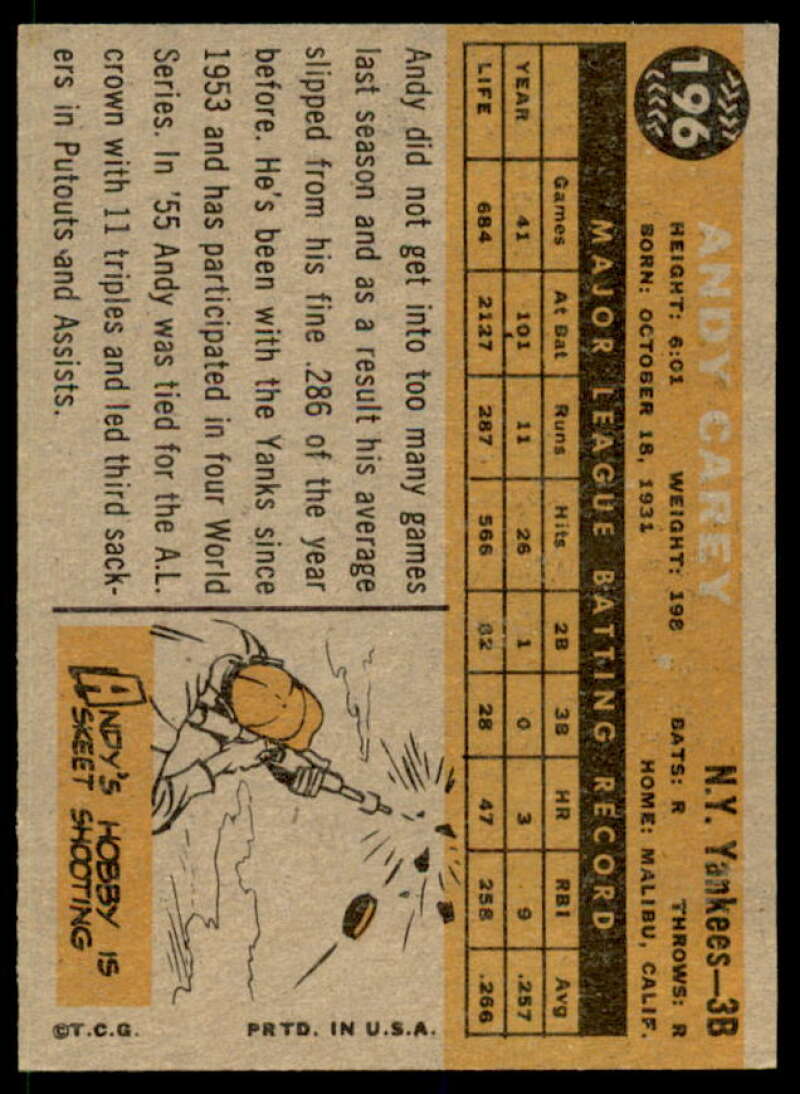 196
ANDY CAREY
N.Y. Yankees—3B
HEIGHT: 6:01 WEIGHT: 198 BATS: R THROWS: R
BORN: OCTOBER 18, 1931 HOME: MALIBU, CALIF.
MAJOR LEAGUE BATTING RECORD
Games At Bat Runs Hits 2B 3B HR RBI Avg
YEAR 41 101 11 26 1 0 3 9 .257
LIFE 684 2127 287 566 82 28 47 258 .266
Andy did not get into too many games
last season and as a result his average
slipped from his fine .286 of the year
before. He's been with the Yanks since
1953 and has participated in four World
Series. In '55 Andy was tied for the A.L.
crown with 11 triples and led third sack-
ers in Putouts and Assists.
ANDY'S HOBBY IS
SKEET SHOOTING
©T.C.G. PRTD. IN U.S.A.